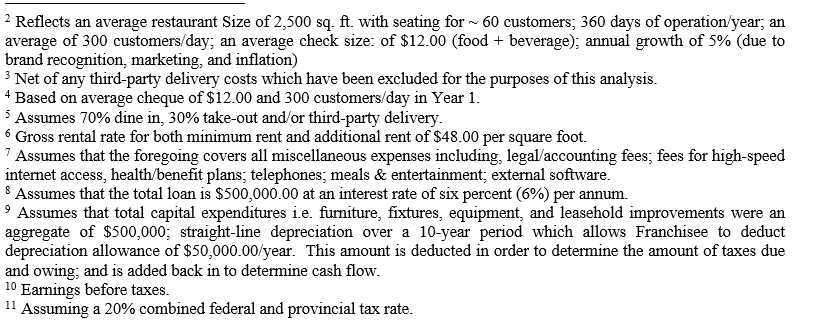 2 Reflects an average restaurant Size of 2,500 sq. ft. with seating for ~ 60 customers; 360 days of operation/year; an
average of 300 customers/day; an average check size: of $12.00 (food + beverage); annual growth of 5% (due to
brand recognition, marketing, and inflation)
3 Net of any third-party delivery costs which have been excluded for the purposes of this analysis.
4 Based on average cheque of $12.00 and 300 customers/day in Year 1.
5 Assumes 70% dine in, 30% take-out and/or third-party delivery.
6 Gross rental rate for both minimum rent and additional rent of $48.00 per square foot.
7 Assumes that the foregoing covers all miscellaneous expenses including, legal/accounting fees; fees for high-speed
internet access, health/benefit plans; telephones; meals & entertainment; external software.
8 Assumes that the total loan is $500,000.00 at an interest rate of six percent (6%) per annum.
9 Assumes that total capital expenditures i.e. furniture, fixtures, equipment, and leasehold improvements were an
aggregate of $500,000; straight-line depreciation over a 10-year period which allows Franchisee to deduct
depreciation allowance of $50,000.00/year. This amount is deducted in order to determine the amount of taxes due
and owing; and is added back in to determine cash flow.
10 Earnings before taxes.
11 Assuming a 20% combined federal and provincial tax rate.